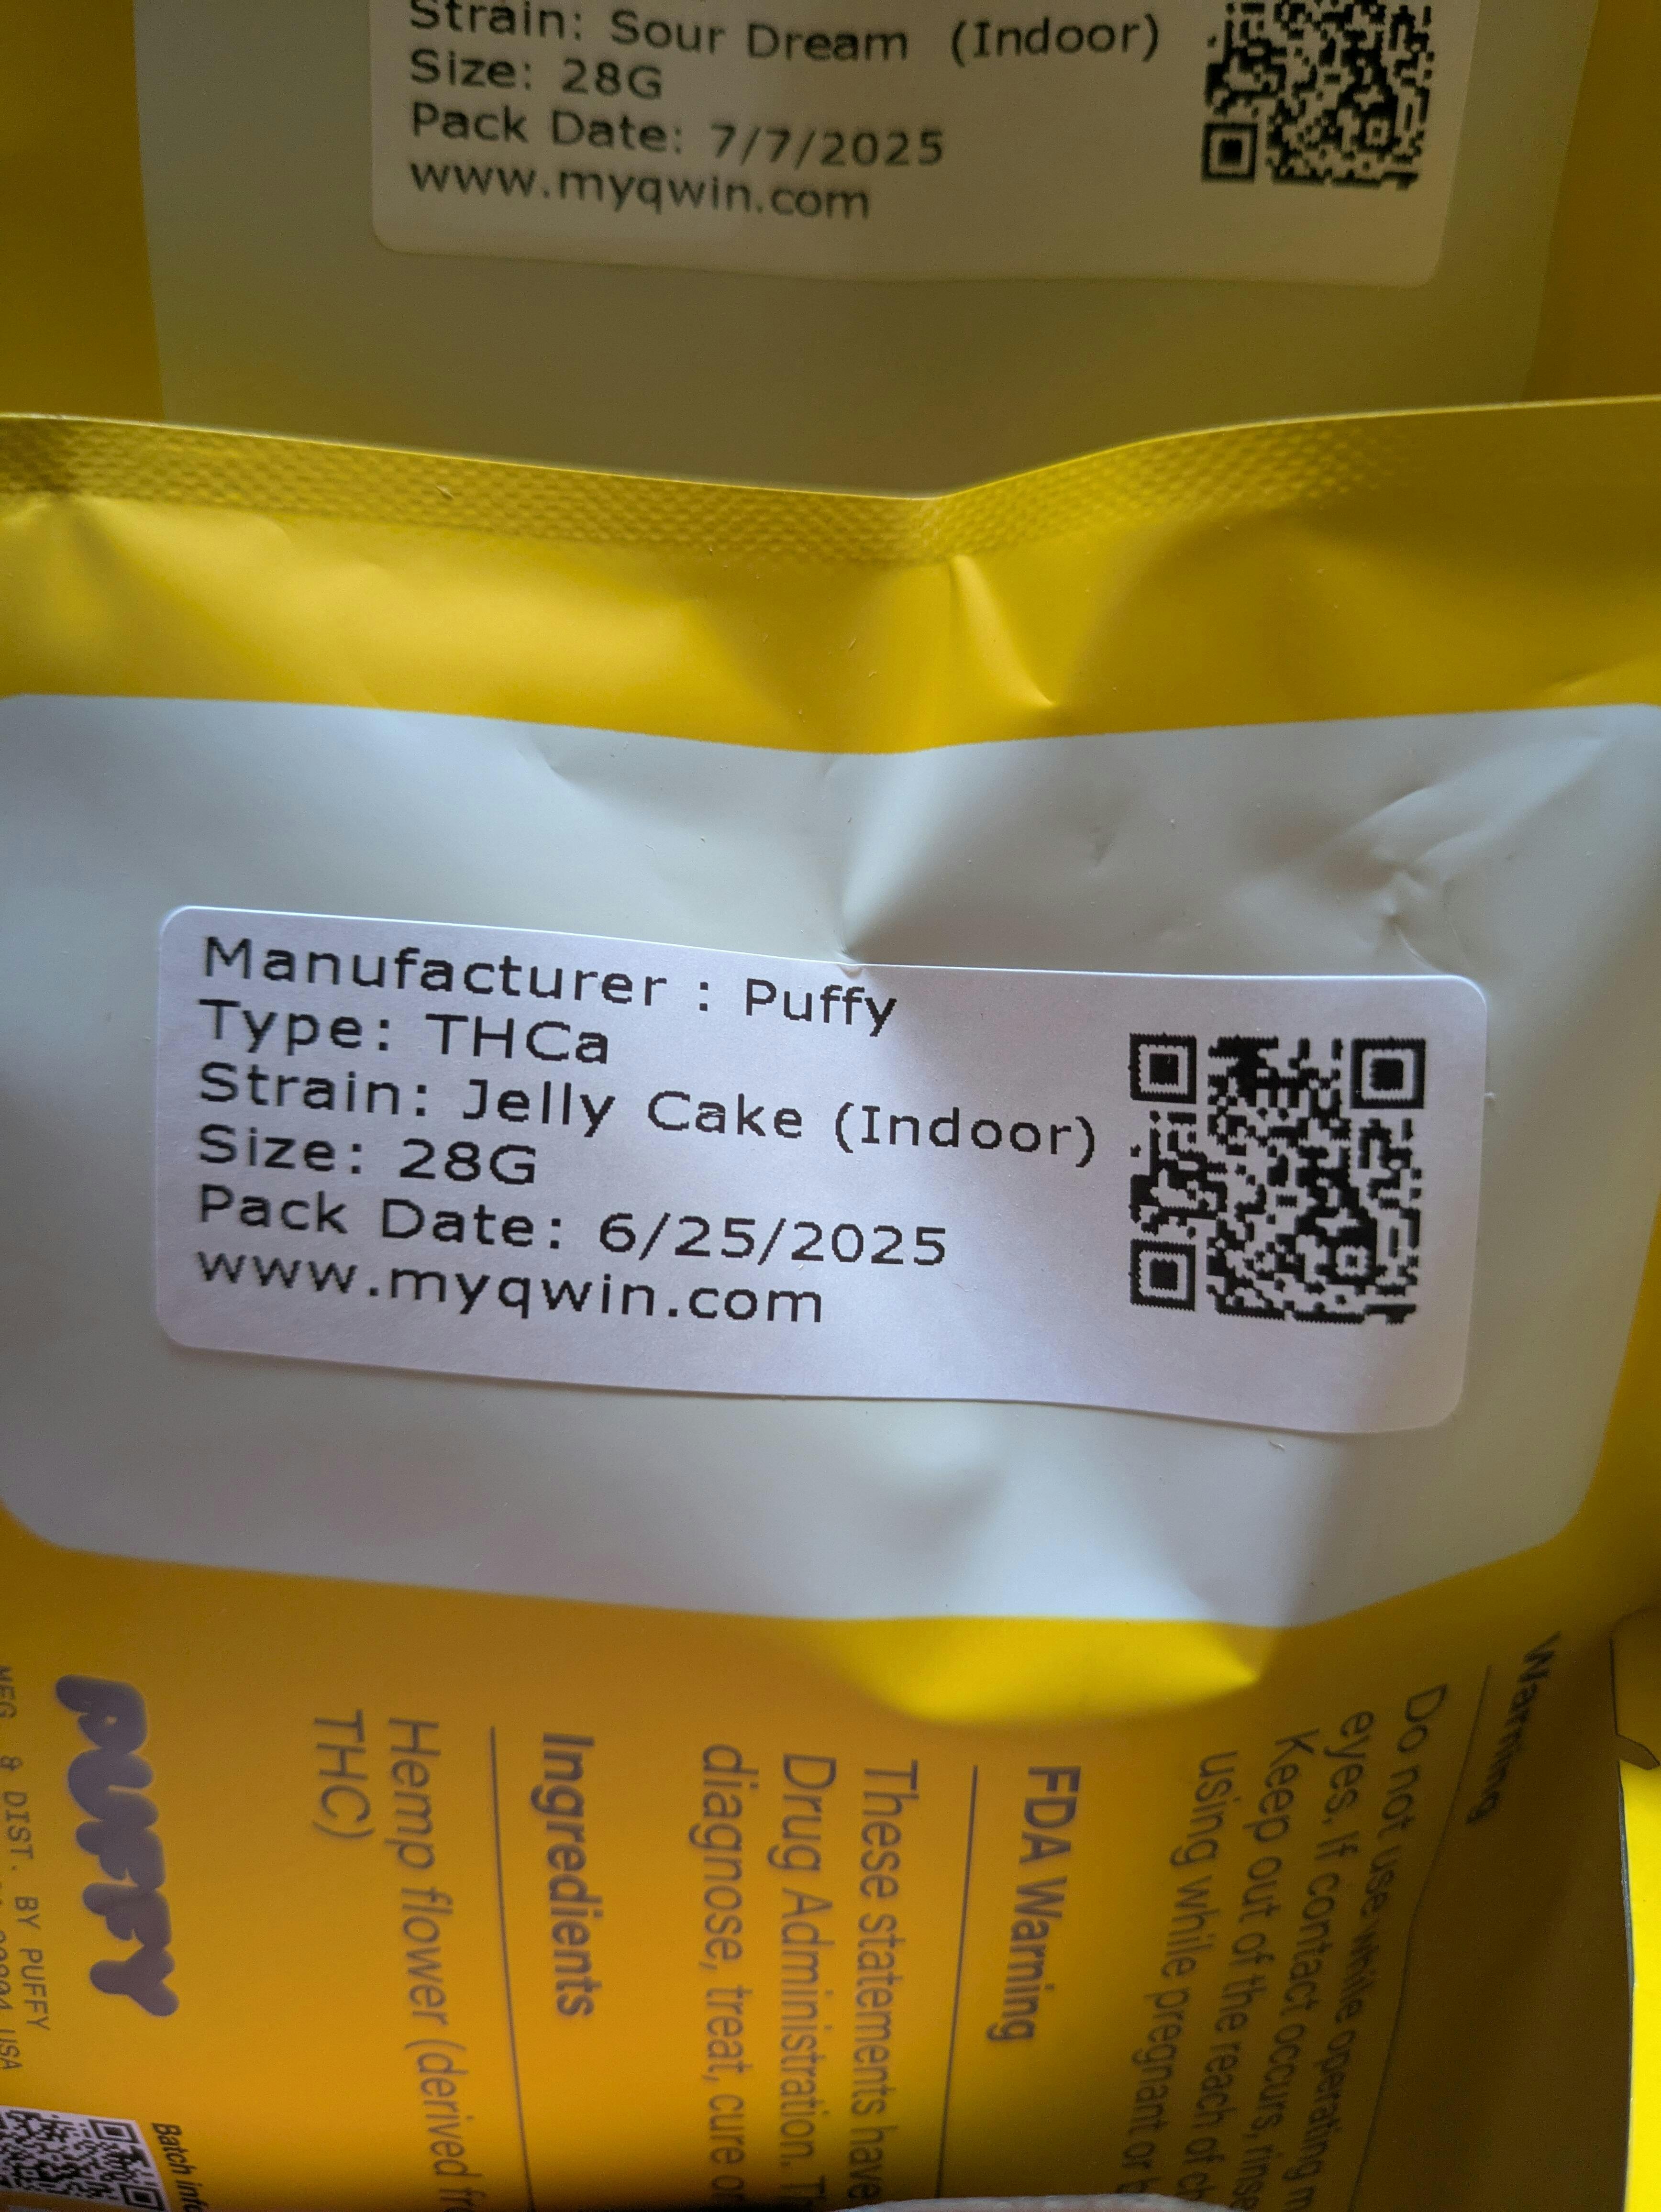 Strain: Sour Dream (Indoor)
Size: 28G
Pack Date: 7/7/2025
www.myqwin.com
Manufacturer : Puffy
Type: THCa
Strain: Jelly Cake (Indoor)
Size: 28G
Pack Date: 6/25/2025
www.myqwin.com
Warning
Do not use while operating
eyes. If contact occurs, rinse
Keep out of the reach of
using while pregnant or
FDA Warning
These statements have
Drug Administration.
diagnose, treat, cure
Ingredients
Hemp flower (derived
THC)
PUFFY
MFG & DIST. BY PUFFY
USA
Batch